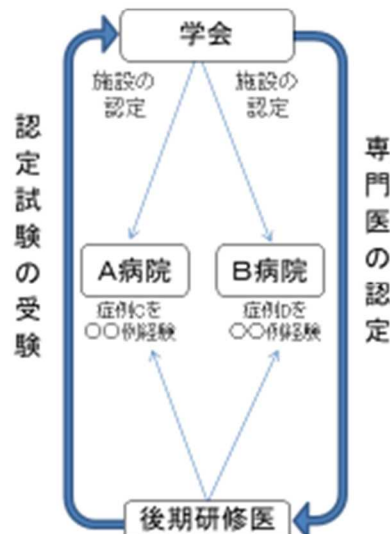 学会
施設の
認定
施設の
認定
認定試験の受験
専門医の認定
A病院
B病院
症例Cを
〇〇例経験
症例Dを
〇〇例経験
後期研修医